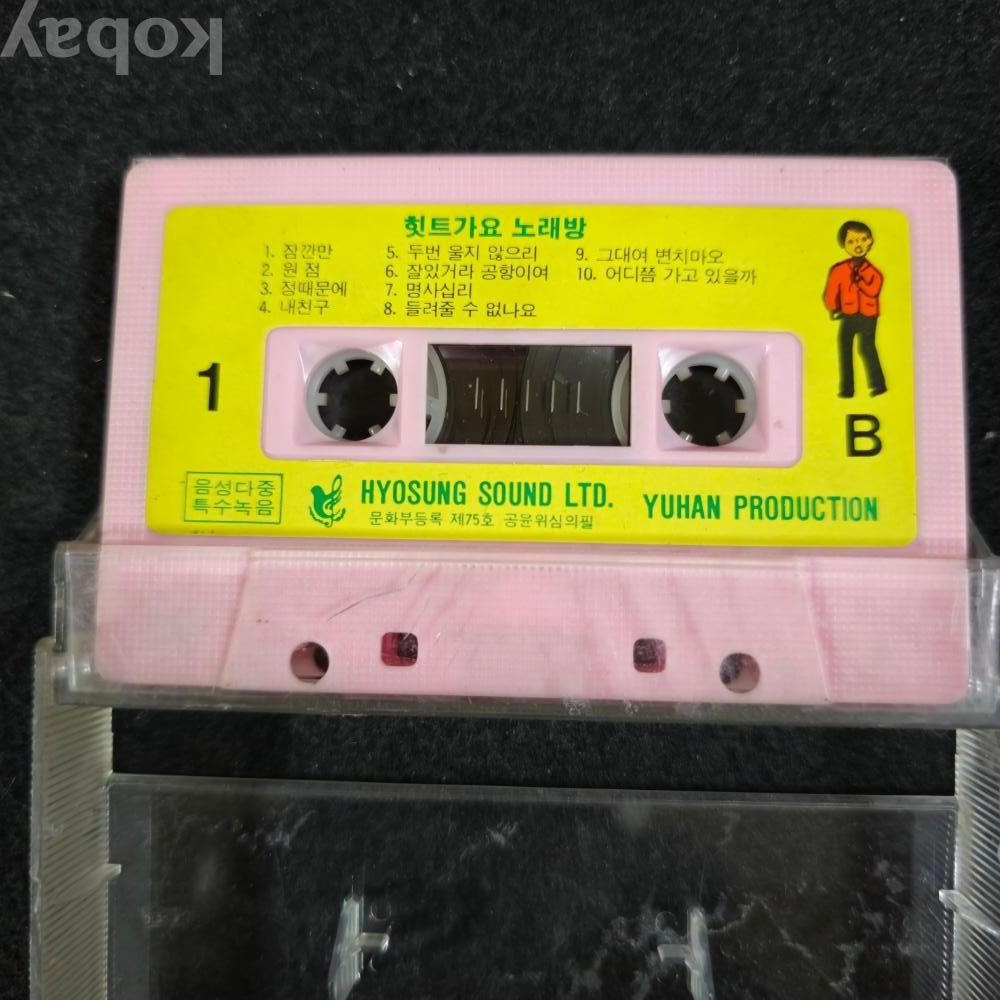 kobay
힛트가요 노래방
1. 잠깐만
2. 원 점
3. 정때문에
4. 내친구
5. 두번 울지 않으리
6. 잘있거라 공항이여
7. 명사십리
8. 들려줄 수 없나요
9. 그대여 변치마오
10. 어디쯤 가고 있을까
1
B
음성다중
특수녹음
HYOSUNG SOUND LTD.
문화부등록 제75호 공윤위심의필
YUHAN PRODUCTION